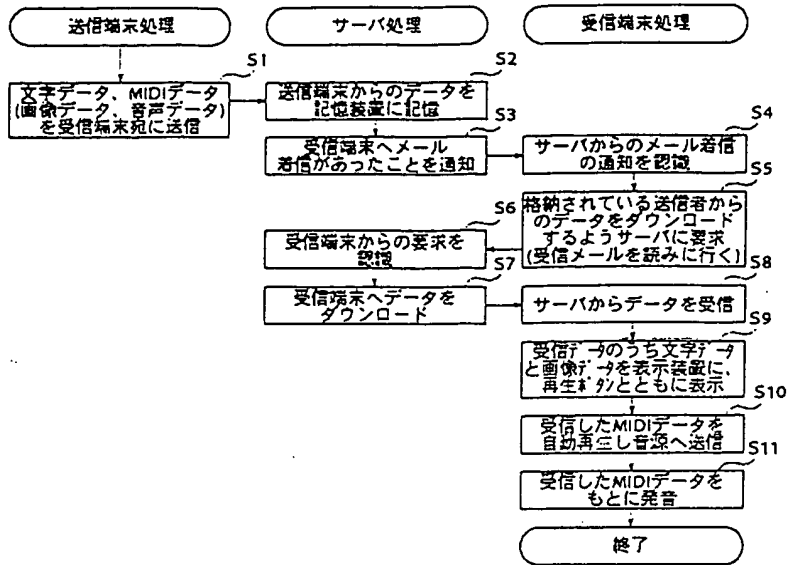 送信端末処理
サーバ処理
受信端末処理
S1
文字データ、MIDIデータ
(画像データ、音声データ)
を受信端末宛に送信
S2
送信端末からのデータを
記憶装置に記憶
S3
受信端末へメール
着信があったことを通知
S4
サーバからのメール着信
の通知を認識
S5
格納されている送信者から
のデータをダウンロード
するようサーバに要求
(受信メールを読みに行く)
S6
受信端末からの要求を
認識
S7
受信端末へデータを
ダウンロード
S8
サーバからデータを受信
S9
受信データのうち文字データ
と画像データを表示装置に、
再生ボタンとともに表示
S10
受信したMIDIデータを
自動再生し音源へ送信
S11
受信したMIDIデータを
もとに発音
終了